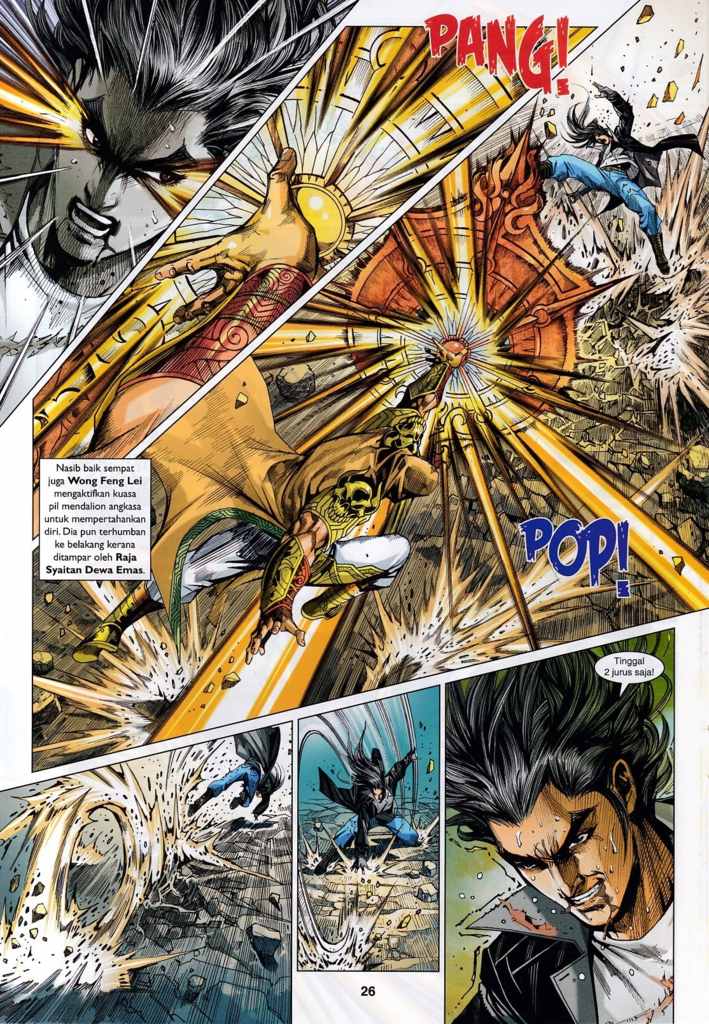 PANG!
Nasib baik sempat
juga Wong Feng Lei
mengaktifkan kuasa
pil mendalion angkasa
untuk mempertahankan
diri. Dia pun terhumban
ke belakang kerana
ditampar oleh Raja
Syaitan Dewa Emas.
POP!
Tinggal
2 jurus saja!
26